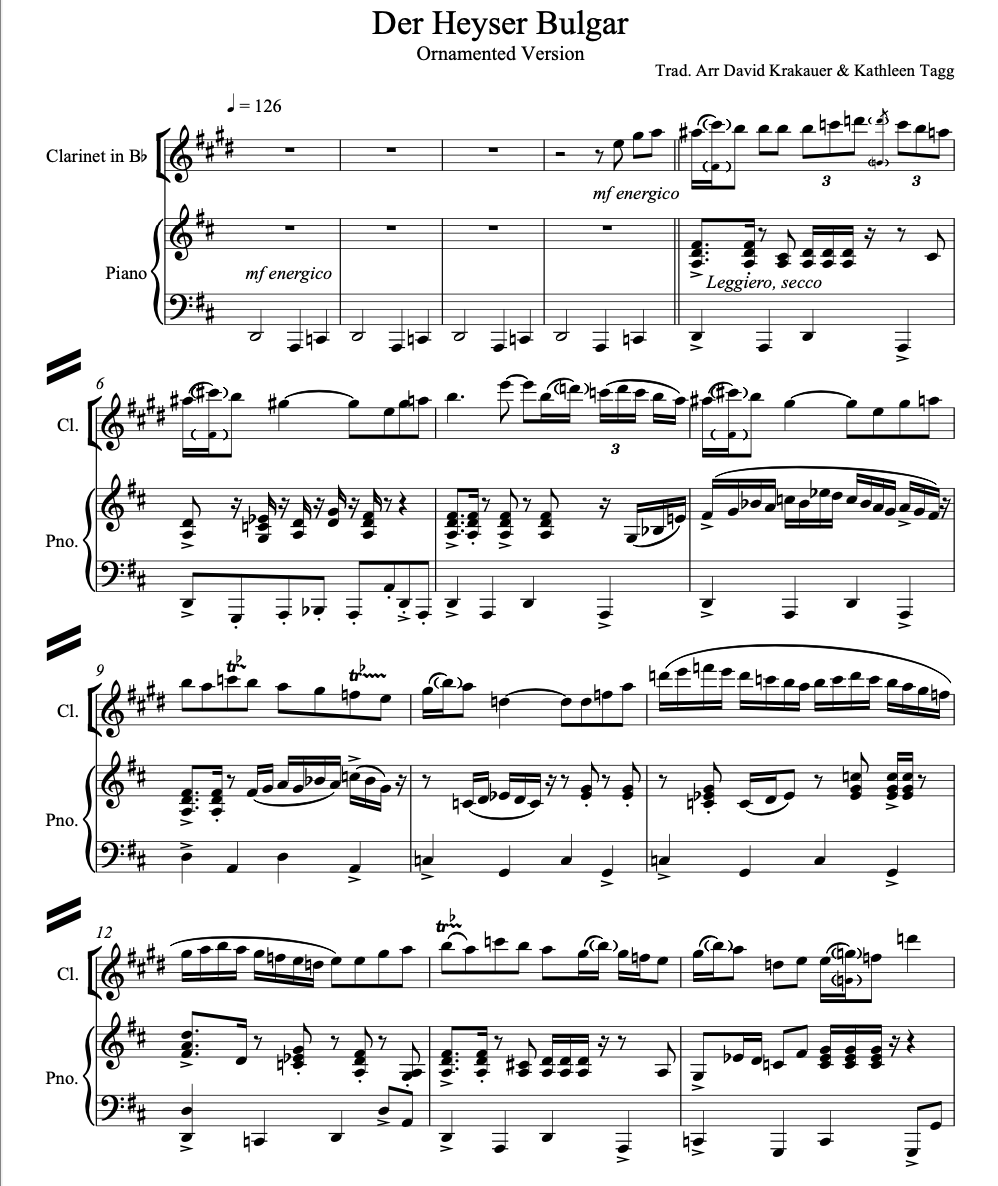 Der Heyser Bulgar
Ornamented Version
Trad. Arr David Krakauer & Kathleen Tagg
♩ = 126
Clarinet in B♭
mf energico
3
3
Piano
mf energico
Leggiero, secco
6
Cl.
3
Pno.
9
tr♭
tr♭
Cl.
Pno.
12
tr♭
Cl.
Pno.